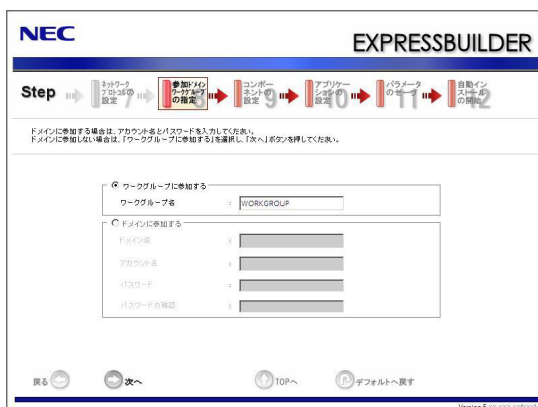 NEC
EXPRESSBUILDER
Step
ネットワーク
プロトコルの
設定 7
参加ドメイン
ワークグループ
の指定 8
コンポー
ネントの
設定 9
アプリケー
ションの
設定 10
パラメータ
のセーブ 11
自動イン
ストール
の開始 12
ドメインに参加する場合は、アカウント名とパスワードを入力してください。
ドメインに参加しない場合は、「ワークグループに参加する」を選択し、「次へ」ボタンを押してください。
ワークグループに参加する
ワークグループ名 : WORKGROUP
ドメインに参加する
ドメイン名 :
アカウント名 :
パスワード :
パスワードの確認 :
戻る
次へ
TOPへ
デフォルトへ戻す
Version 5